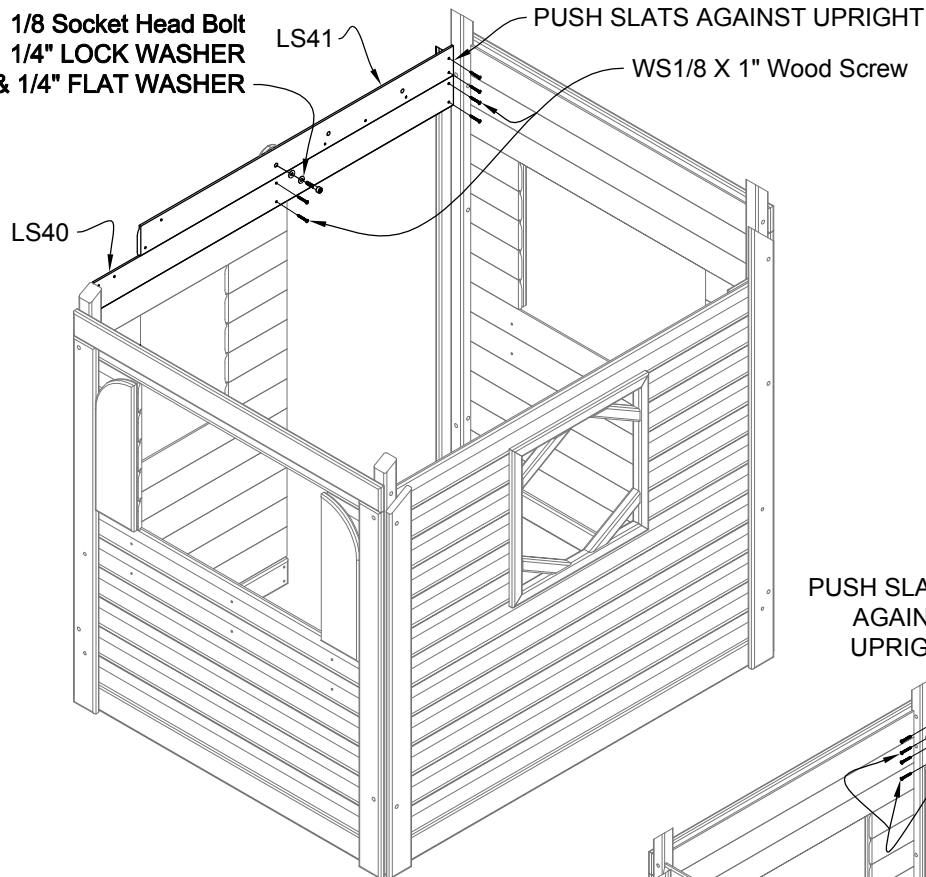 1/8 Socket Head Bolt
1/4" LOCK WASHER
& 1/4" FLAT WASHER
LS41
PUSH SLATS AGAINST UPRIGHT
WS1/8 X 1" Wood Screw
LS40
PUSH SLA
AGAIN
UPRIG